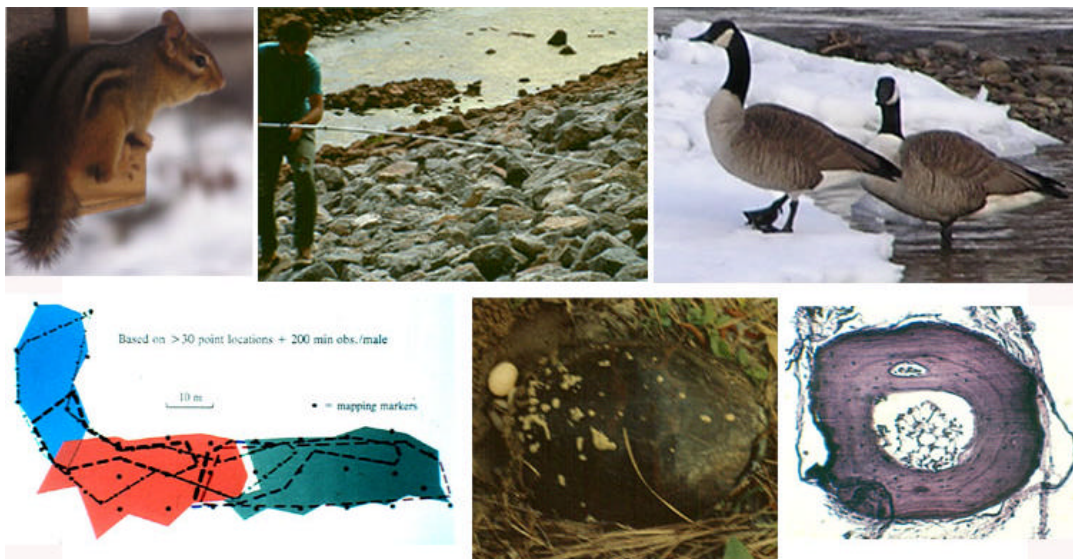 Based on >30 point locations + 200 min obs./male
10 m
• = mapping markers